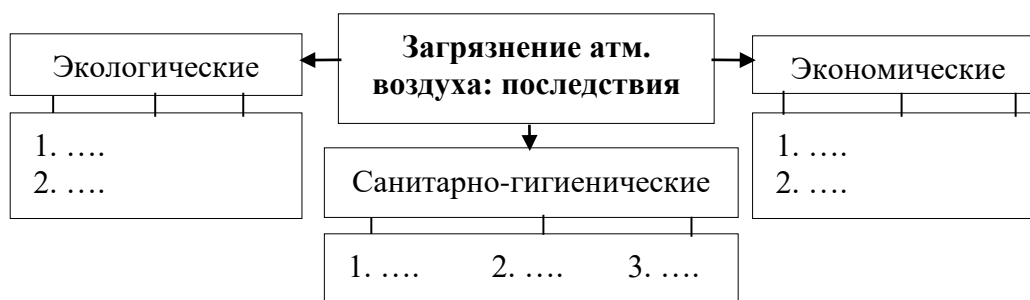 Загрязнение атм.
воздуха: последствия
Экологические
1. ….
2. ….
Санитарно-гигиенические
1. …. 2. …. 3. ….
Экономические
1. ….
2. ….